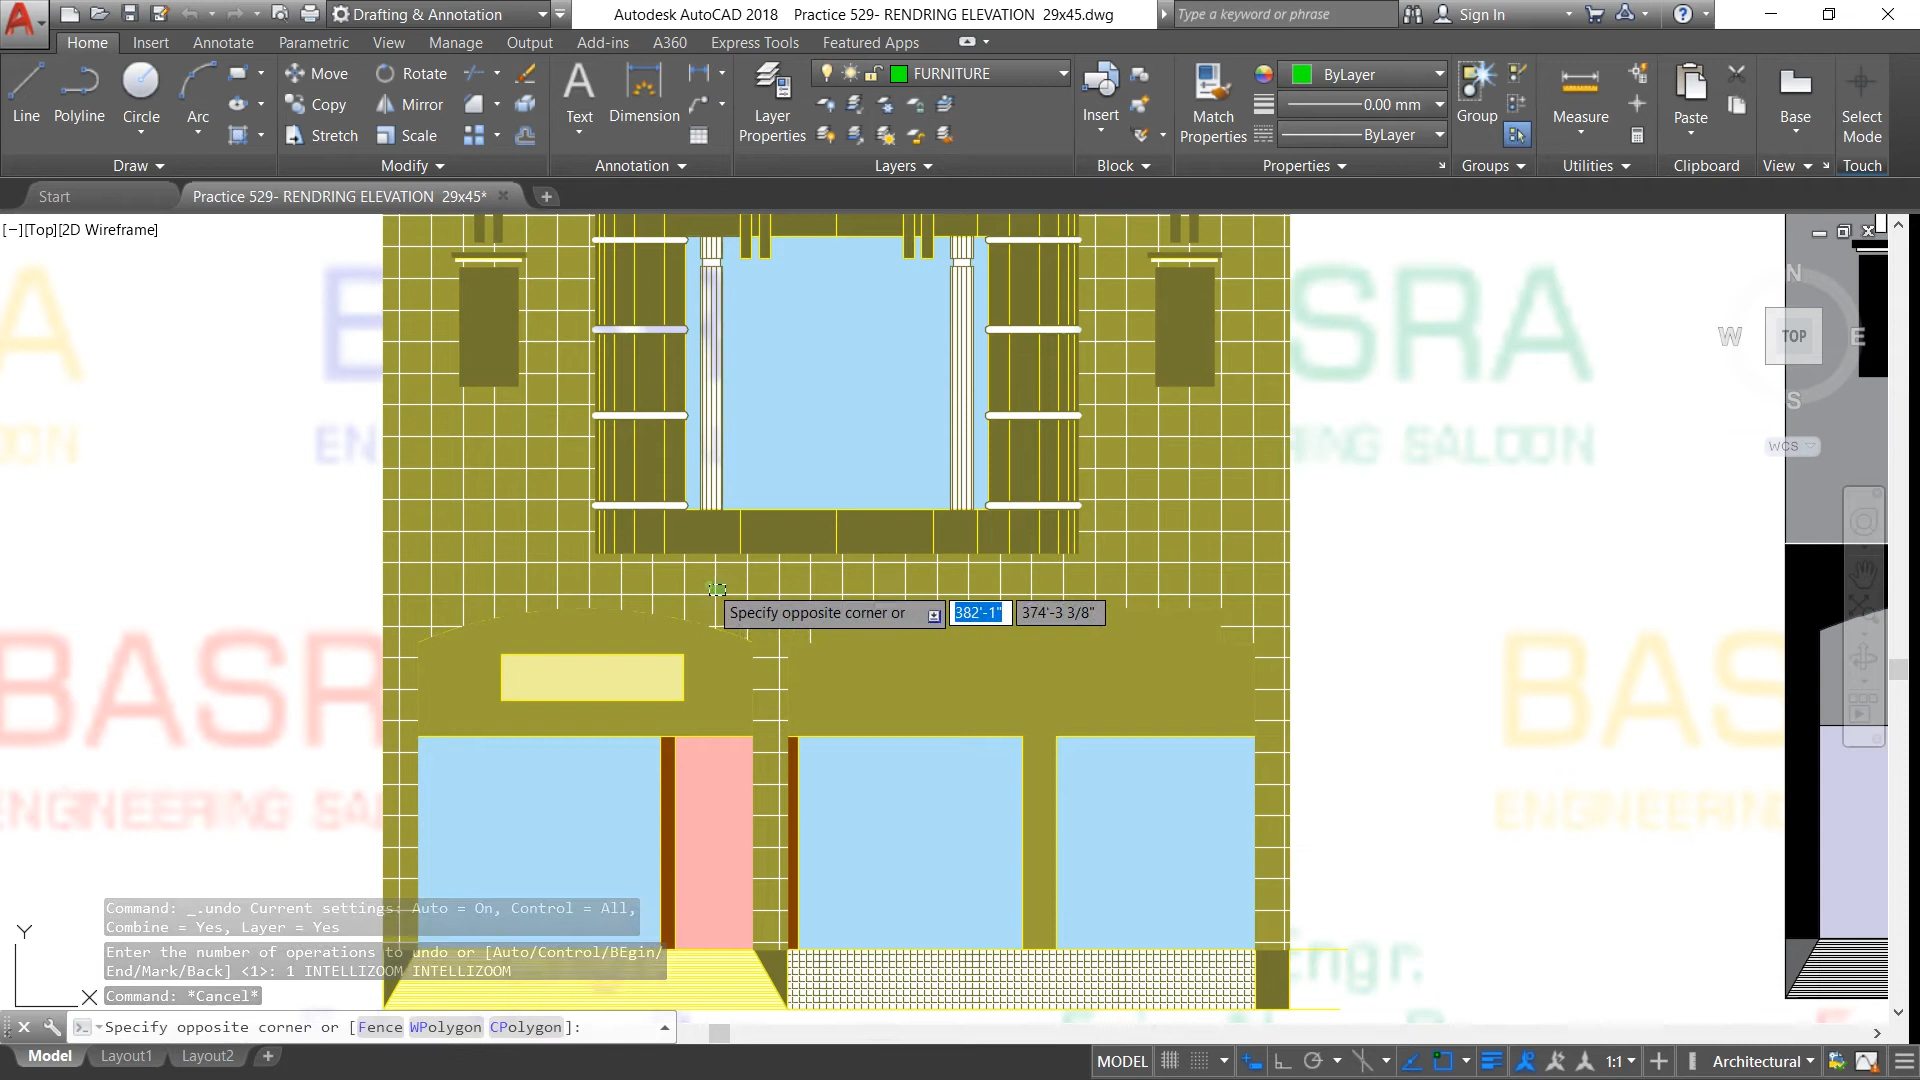 Drafting & Annotation
Autodesk AutoCAD 2018 Practice 529- RENDRING ELEVATION 29x45.dwg
Type a keyword or phrase
Sign In
Home Insert Annotate Parametric View Manage Output Add-ins A360 Express Tools Featured Apps
Line Polyline Circle Arc
Move Rotate
Copy Mirror
Stretch Scale
Text Dimension
Layer Properties
FURNITURE
Insert
Match Properties
ByLayer
0.00 mm
ByLayer
Group
Measure
Paste
Base
Select Mode
Draw Modify Annotation Layers Block Properties Groups Utilities Clipboard View Touch
Start
Practice 529- RENDRING ELEVATION 29x45*
[−][Top][2D Wireframe]
N
W TOP E
S
WCS
A
SRA
ENGINEERING SALOON
BASRA
BAS
ENGINEERING
Engr.
Specify opposite corner or 382'-1" 374'-3 3/8"
Command: _.undo Current settings: Auto = On, Control = All,
Combine = Yes, Layer = Yes
Enter the number of operations to undo or [Auto/Control/BEgin/
End/Mark/Back] <1>: 1 INTELLIZOOM INTELLIZOOM
Command: *Cancel*
Specify opposite corner or [Fence WPolygon CPolygon]:
Y
X
Model Layout1 Layout2
MODEL 1:1 Architectural